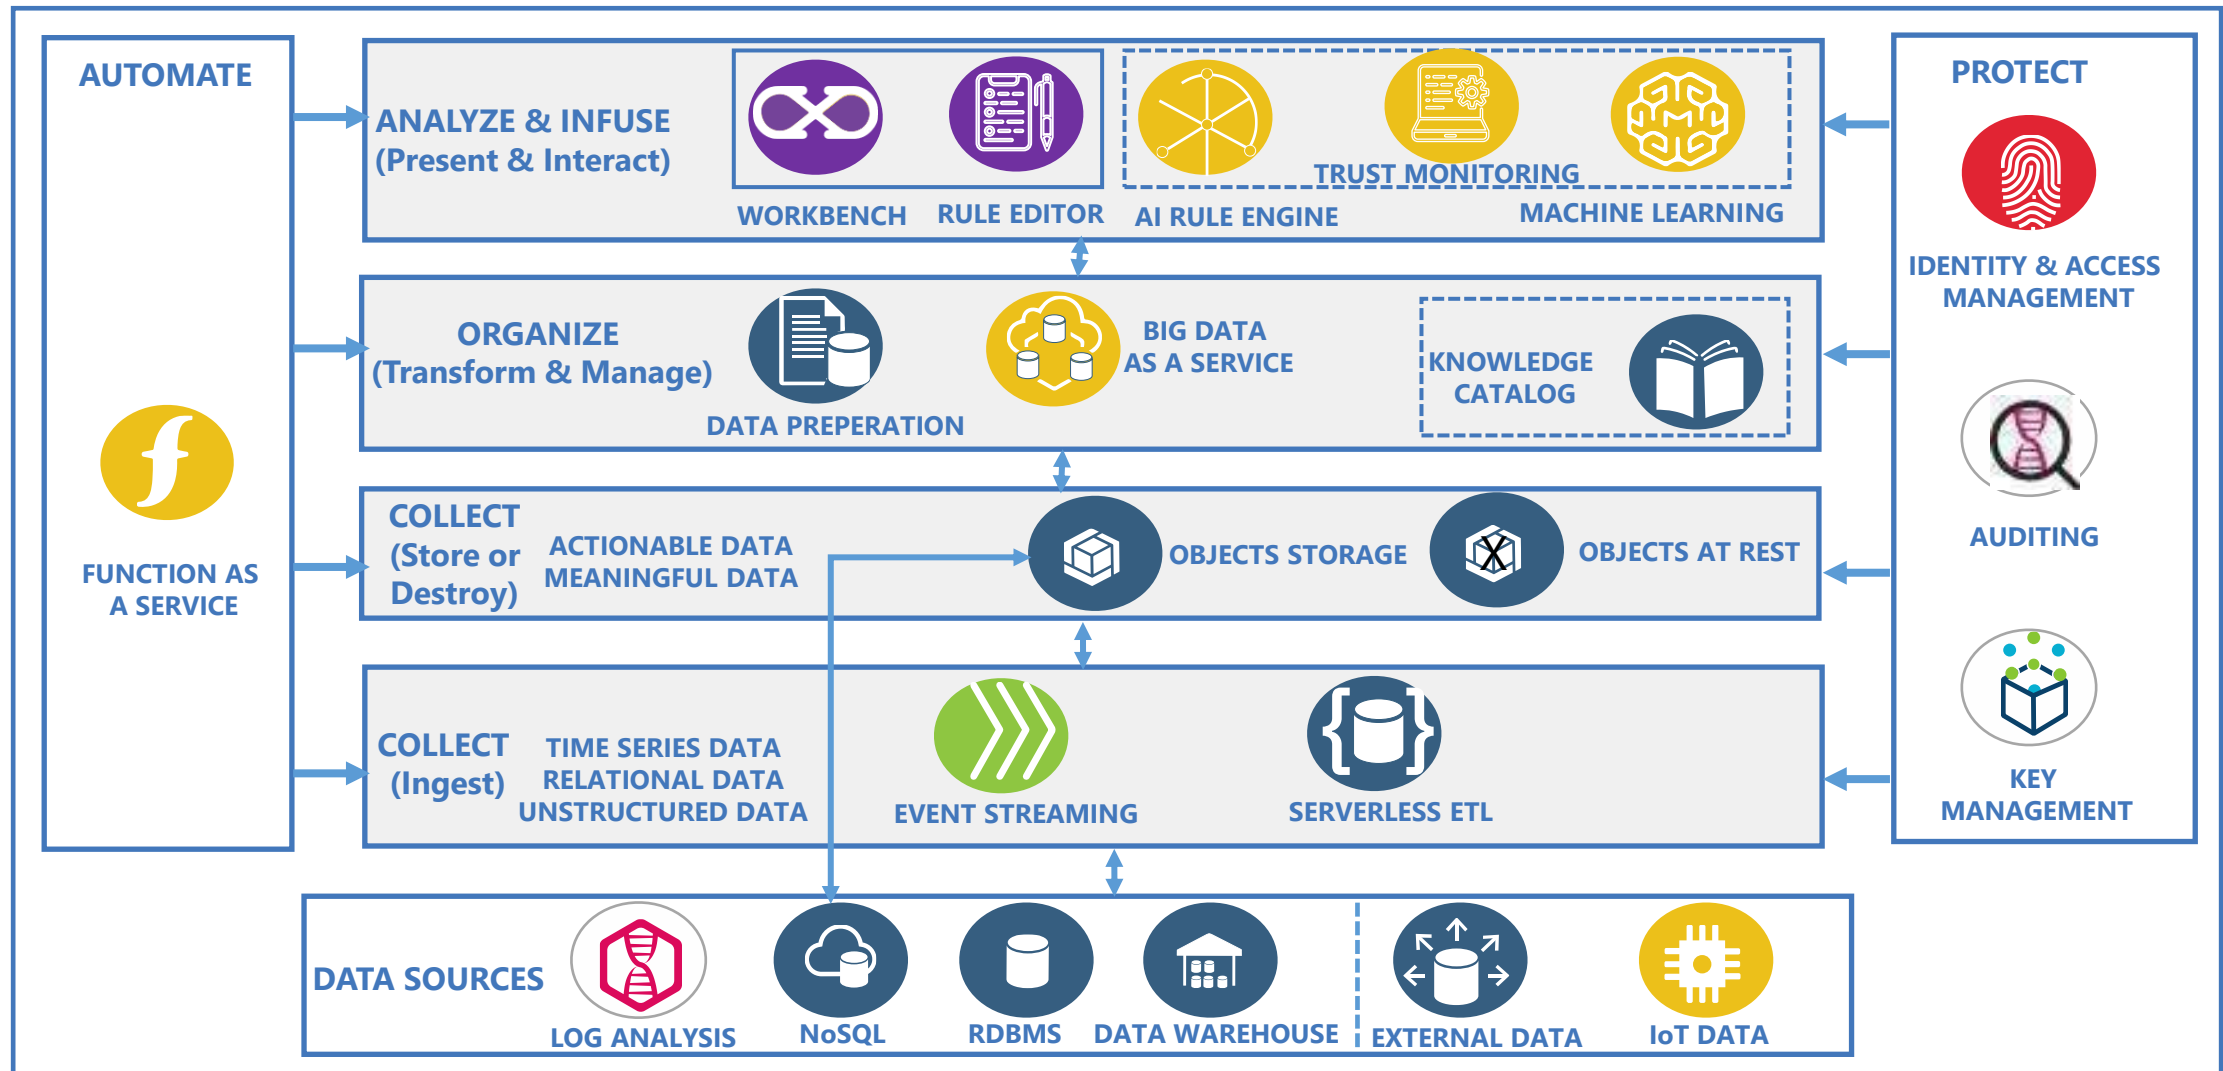 AUTOMATE
FUNCTION AS
A SERVICE
ANALYZE & INFUSE
(Present & Interact)
WORKBENCH
RULE EDITOR
AI RULE ENGINE
TRUST MONITORING
MACHINE LEARNING
ORGANIZE
(Transform & Manage)
DATA PREPERATION
BIG DATA
AS A SERVICE
KNOWLEDGE
CATALOG
COLLECT
(Store or
Destroy)
ACTIONABLE DATA
MEANINGFUL DATA
OBJECTS STORAGE
X
OBJECTS AT REST
COLLECT
(Ingest)
TIME SERIES DATA
RELATIONAL DATA
UNSTRUCTURED DATA
EVENT STREAMING
SERVERLESS ETL
DATA SOURCES
LOG ANALYSIS
NoSQL
RDBMS
DATA WAREHOUSE
EXTERNAL DATA
IoT DATA
PROTECT
IDENTITY & ACCESS
MANAGEMENT
AUDITING
KEY
MANAGEMENT